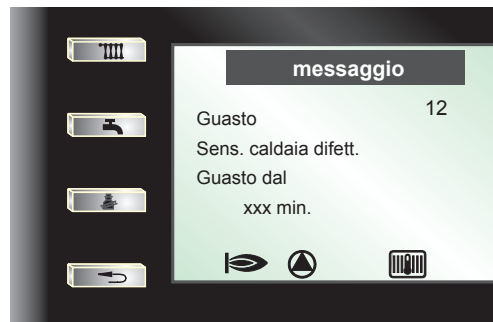 messaggio
12
Guasto
Sens. caldaia difett.
Guasto dal
xxx min.